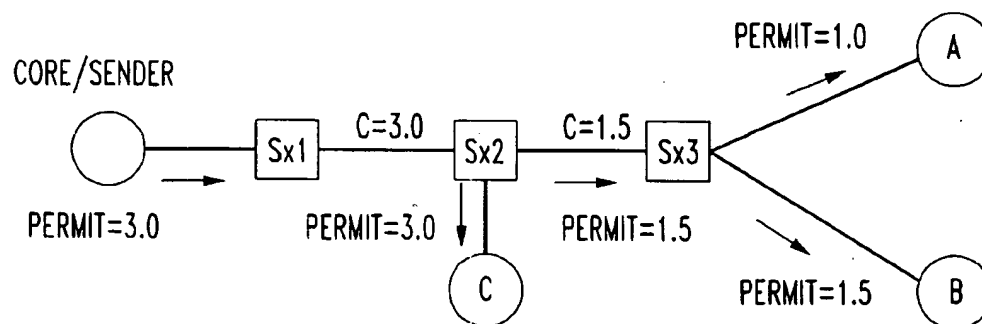 PERMIT=1.0
A
CORE/SENDER
C=3.0
C=1.5
Sx1
Sx2
Sx3
PERMIT=3.0
PERMIT=3.0
PERMIT=1.5
C
PERMIT=1.5
B